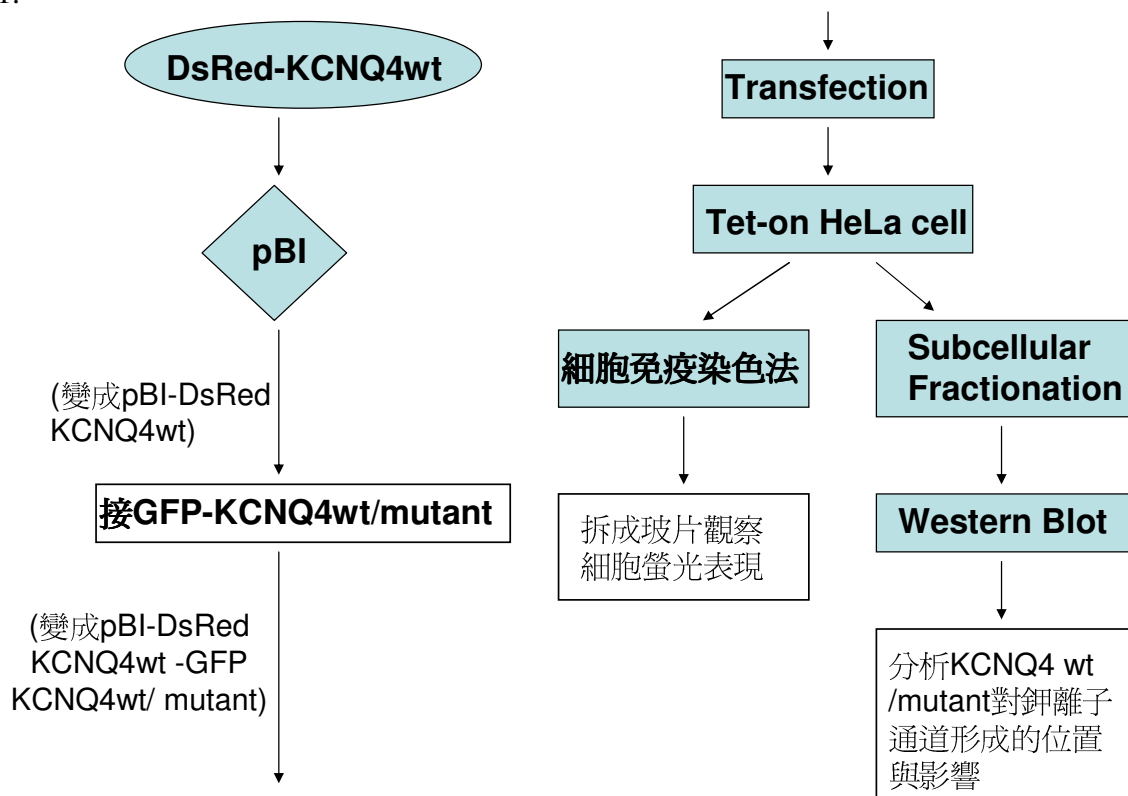 DsRed-KCNQ4wt
pBI
(變成pBI-DsRed
KCNQ4wt)
接GFP-KCNQ4wt/mutant
(變成pBI-DsRed
KCNQ4wt -GFP
KCNQ4wt/ mutant)
Transfection
Tet-on HeLa cell
細胞免疫染色法
拆成玻片觀察
細胞螢光表現
Subcellular
Fractionation
Western Blot
分析KCNQ4 wt
/mutant對鉀離子
通道形成的位置
與影響